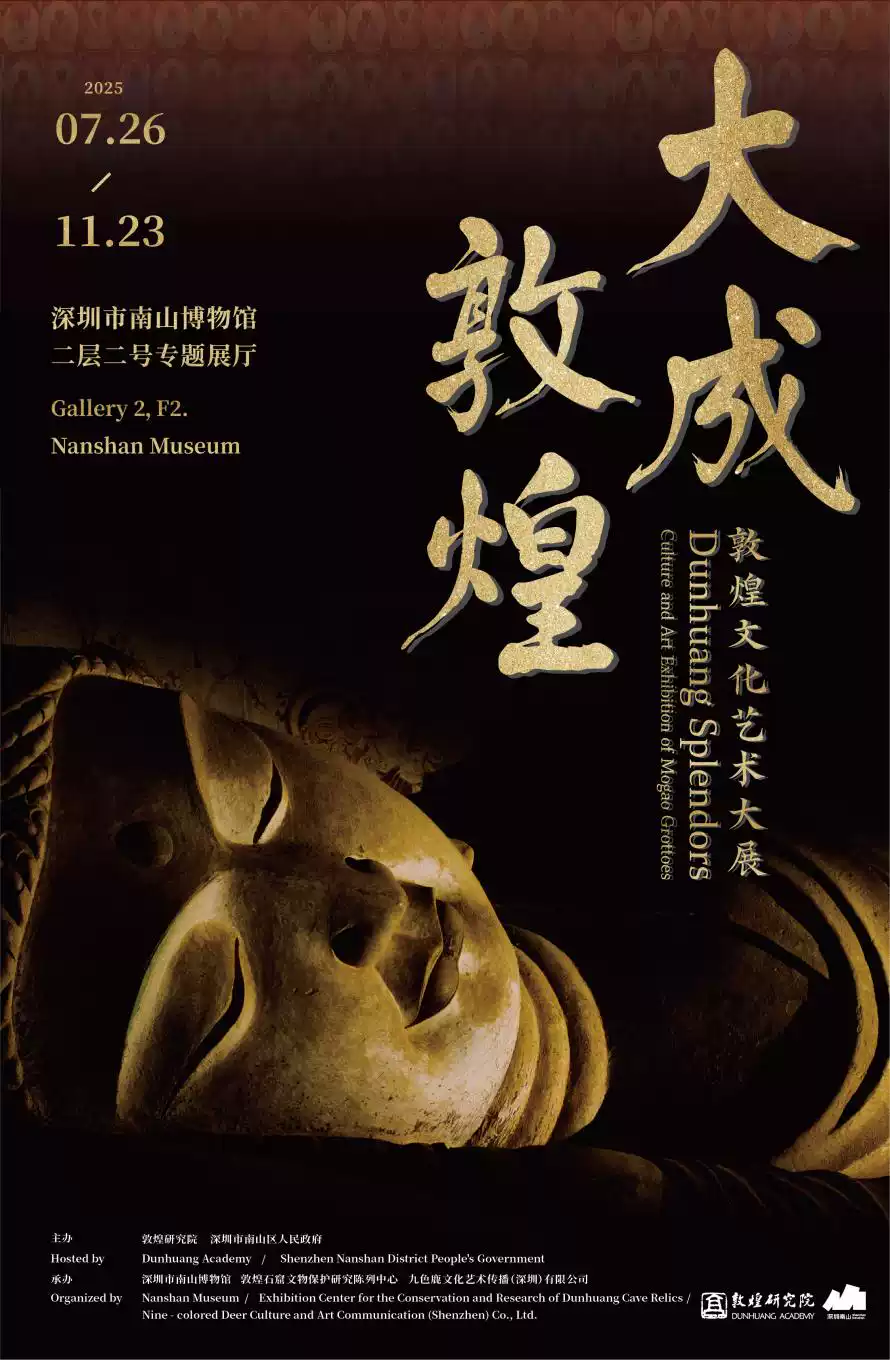 2025
07.26
/
11.23
深圳市南山博物馆
二层二号专题展厅
Gallery 2, F2.
Nanshan Museum
大成
敦煌
敦煌文化艺术大展
Dunhuang Splendors
Culture and Art Exhibition of Mogao Grottoes
主办 敦煌研究院 深圳市南山区人民政府
Hosted by Dunhuang Academy / Shenzhen Nanshan District People's Government
承办 深圳市南山博物馆 敦煌石窟文物保护研究陈列中心 九色鹿文化艺术传播(深圳)有限公司
Organized by Nanshan Museum / Exhibition Center for the Conservation and Research of Dunhuang Cave Relics /
Nine - colored Deer Culture and Art Communication (Shenzhen) Co., Ltd.
敦煌研究院
DUNHUANG ACADEMY
深圳南山